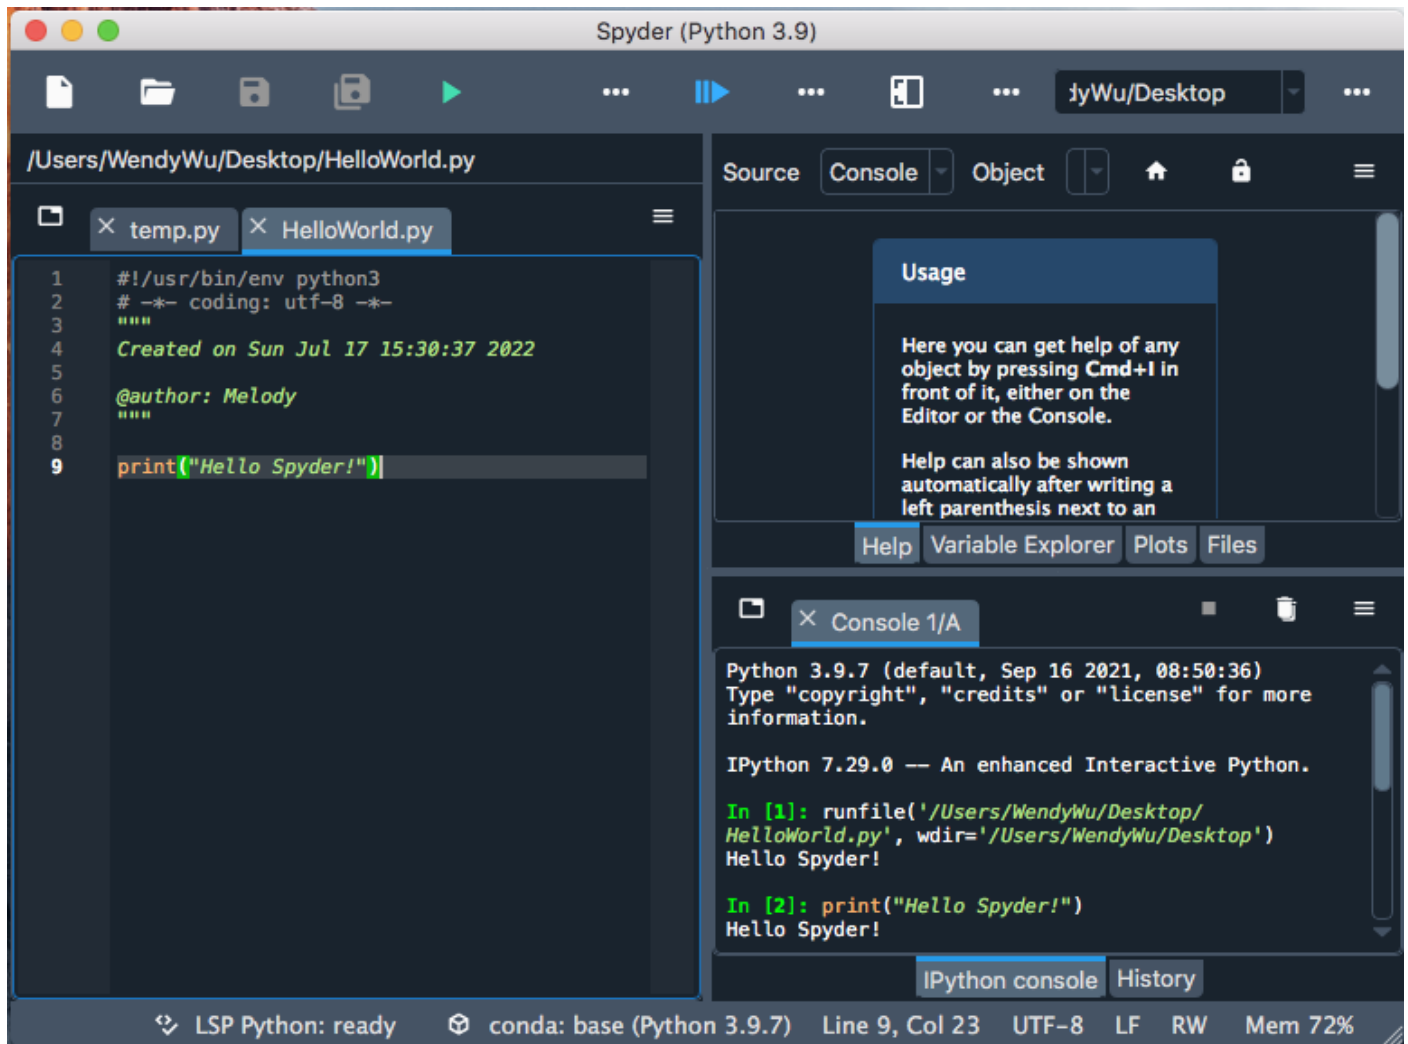 Spyder (Python 3.9)
dyWu/Desktop
/Users/WendyWu/Desktop/HelloWorld.py
temp.py
HelloWorld.py
1 #!/usr/bin/env python3
2 # -*- coding: utf-8 -*-
3 """
4 Created on Sun Jul 17 15:30:37 2022
5
6 @author: Melody
7 """
8
9 print("Hello Spyder!")
Source Console Object
Usage
Here you can get help of any
object by pressing Cmd+I in
front of it, either on the
Editor or the Console.
Help can also be shown
automatically after writing a
left parenthesis next to an
Help Variable Explorer Plots Files
Console 1/A
Python 3.9.7 (default, Sep 16 2021, 08:50:36)
Type "copyright", "credits" or "license" for more
information.
IPython 7.29.0 -- An enhanced Interactive Python.
In [1]: runfile('/Users/WendyWu/Desktop/
HelloWorld.py', wdir='/Users/WendyWu/Desktop')
Hello Spyder!
In [2]: print("Hello Spyder!")
Hello Spyder!
IPython console History
LSP Python: ready conda: base (Python 3.9.7) Line 9, Col 23 UTF-8 LF RW Mem 72%